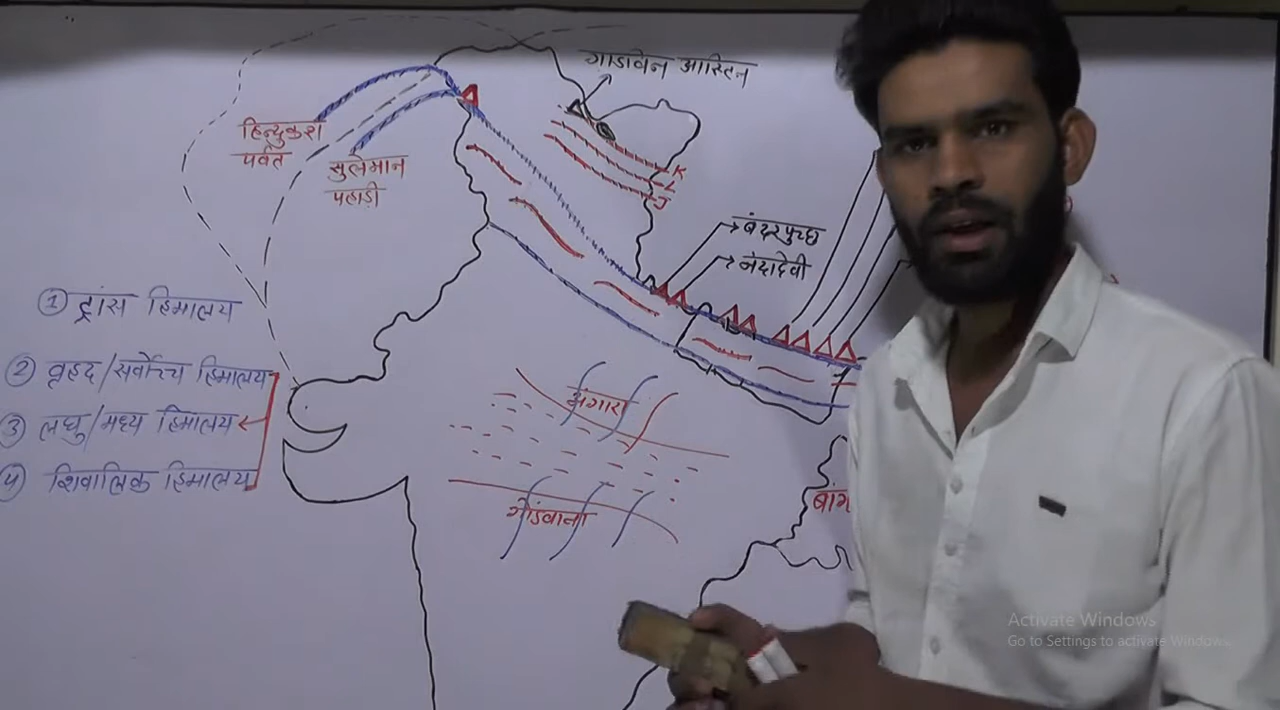 गाडविन आस्तिन
हिन्दुकुश
पर्वत
सुलेमान
पहाड़ी
K
L
J
बंदरपुच्छ
नंदादेवी
① ट्रांस हिमालय
② वृहद/सर्वोच्च हिमालय
③ लघु/मध्य हिमालय
④ शिवालिक हिमालय
अंगारा
गोंडवाना
बांग
Activate Windows
Go to Settings to activate Windows.